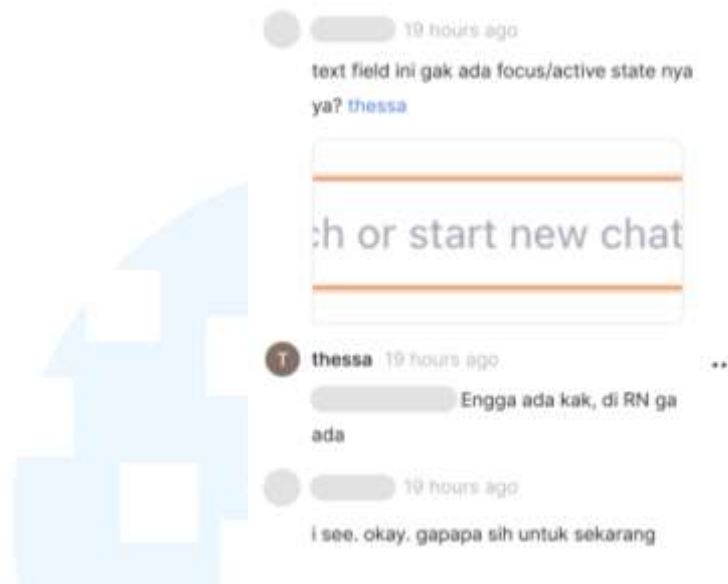 19 hours ago
text field ini gak ada focus/active state nya
ya? thessa
ch or start new chat
T thessa 19 hours ago
Engga ada kak, di RN ga
ada
19 hours ago
i see. okay. gapapa sih untuk sekarang